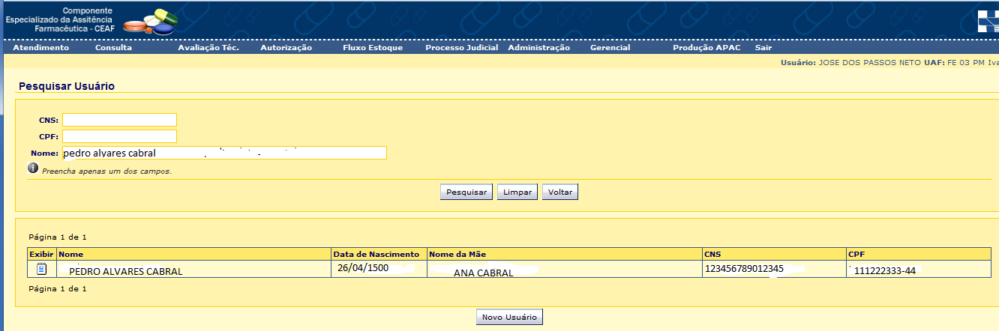 Componente
Especializado da Assitência
Farmacêutica - CEAF
Atendimento Consulta Avaliação Téc. Autorização Fluxo Estoque Processo Judicial Administração Gerencial Produção APAC Sair
Usuário: JOSE DOS PASSOS NETO UAF: FE 03 PM Iva
Pesquisar Usuário
CNS:
CPF:
Nome: pedro alvares cabral
Preencha apenas um dos campos.
Pesquisar Limpar Voltar
Página 1 de 1
Exibir Nome Data de Nascimento Nome da Mãe CNS CPF
PEDRO ALVARES CABRAL 26/04/1500 ANA CABRAL 123456789012345 111222333-44
Página 1 de 1
Novo Usuário